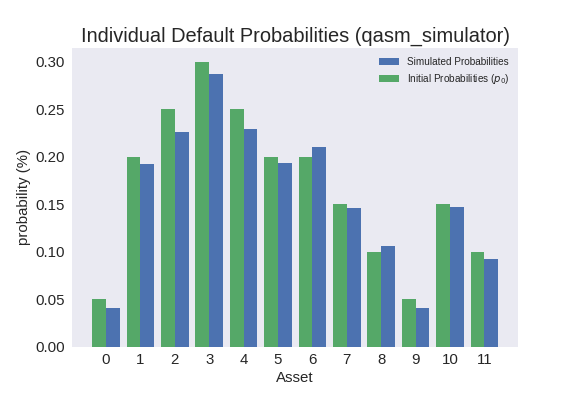 Individual Default Probabilities (qasm_simulator)
Simulated Probabilities
Initial Probabilities (p₀)
probability (%)
0.30
0.25
0.20
0.15
0.10
0.05
0.00
0 1 2 3 4 5 6 7 8 9 10 11
Asset